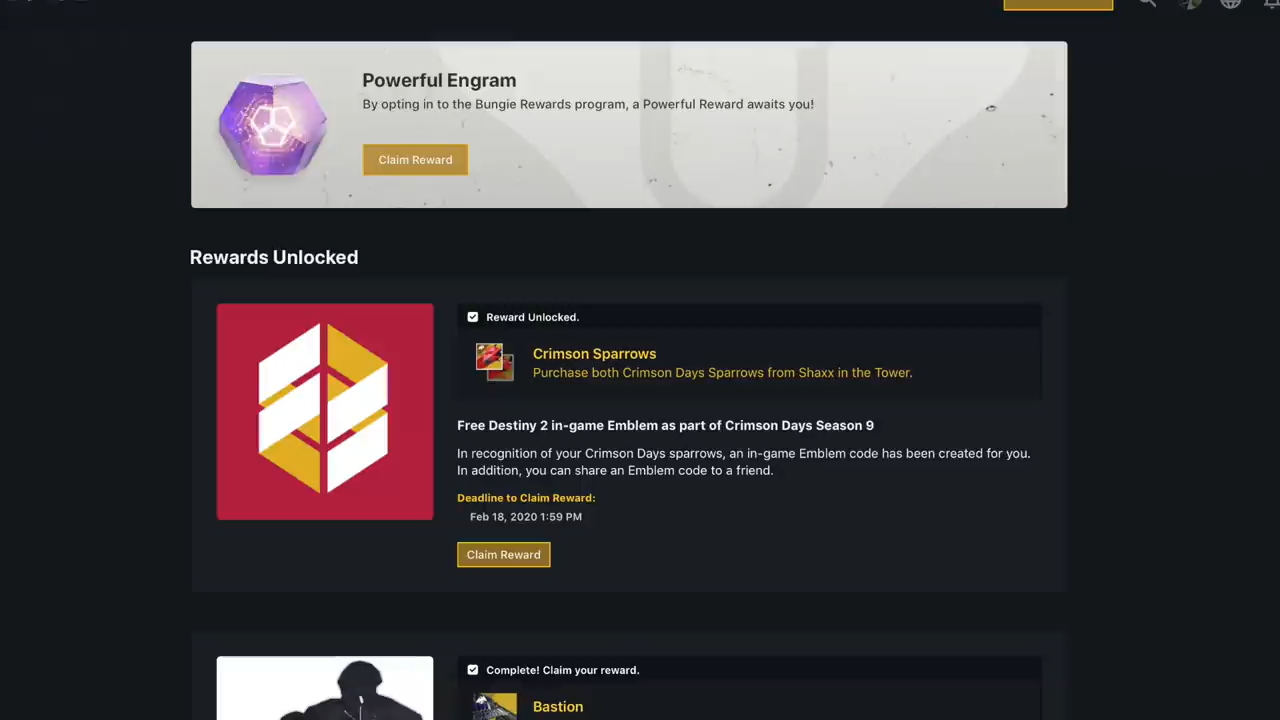 Powerful Engram
By opting in to the Bungie Rewards program, a Powerful Reward awaits you!
Claim Reward
Rewards Unlocked
Reward Unlocked.
Crimson Sparrows
Purchase both Crimson Days Sparrows from Shaxx in the Tower.
Free Destiny 2 in-game Emblem as part of Crimson Days Season 9
In recognition of your Crimson Days sparrows, an in-game Emblem code has been created for you.
In addition, you can share an Emblem code to a friend.
Deadline to Claim Reward:
Feb 18, 2020 1:59 PM
Claim Reward
Complete! Claim your reward.
Bastion